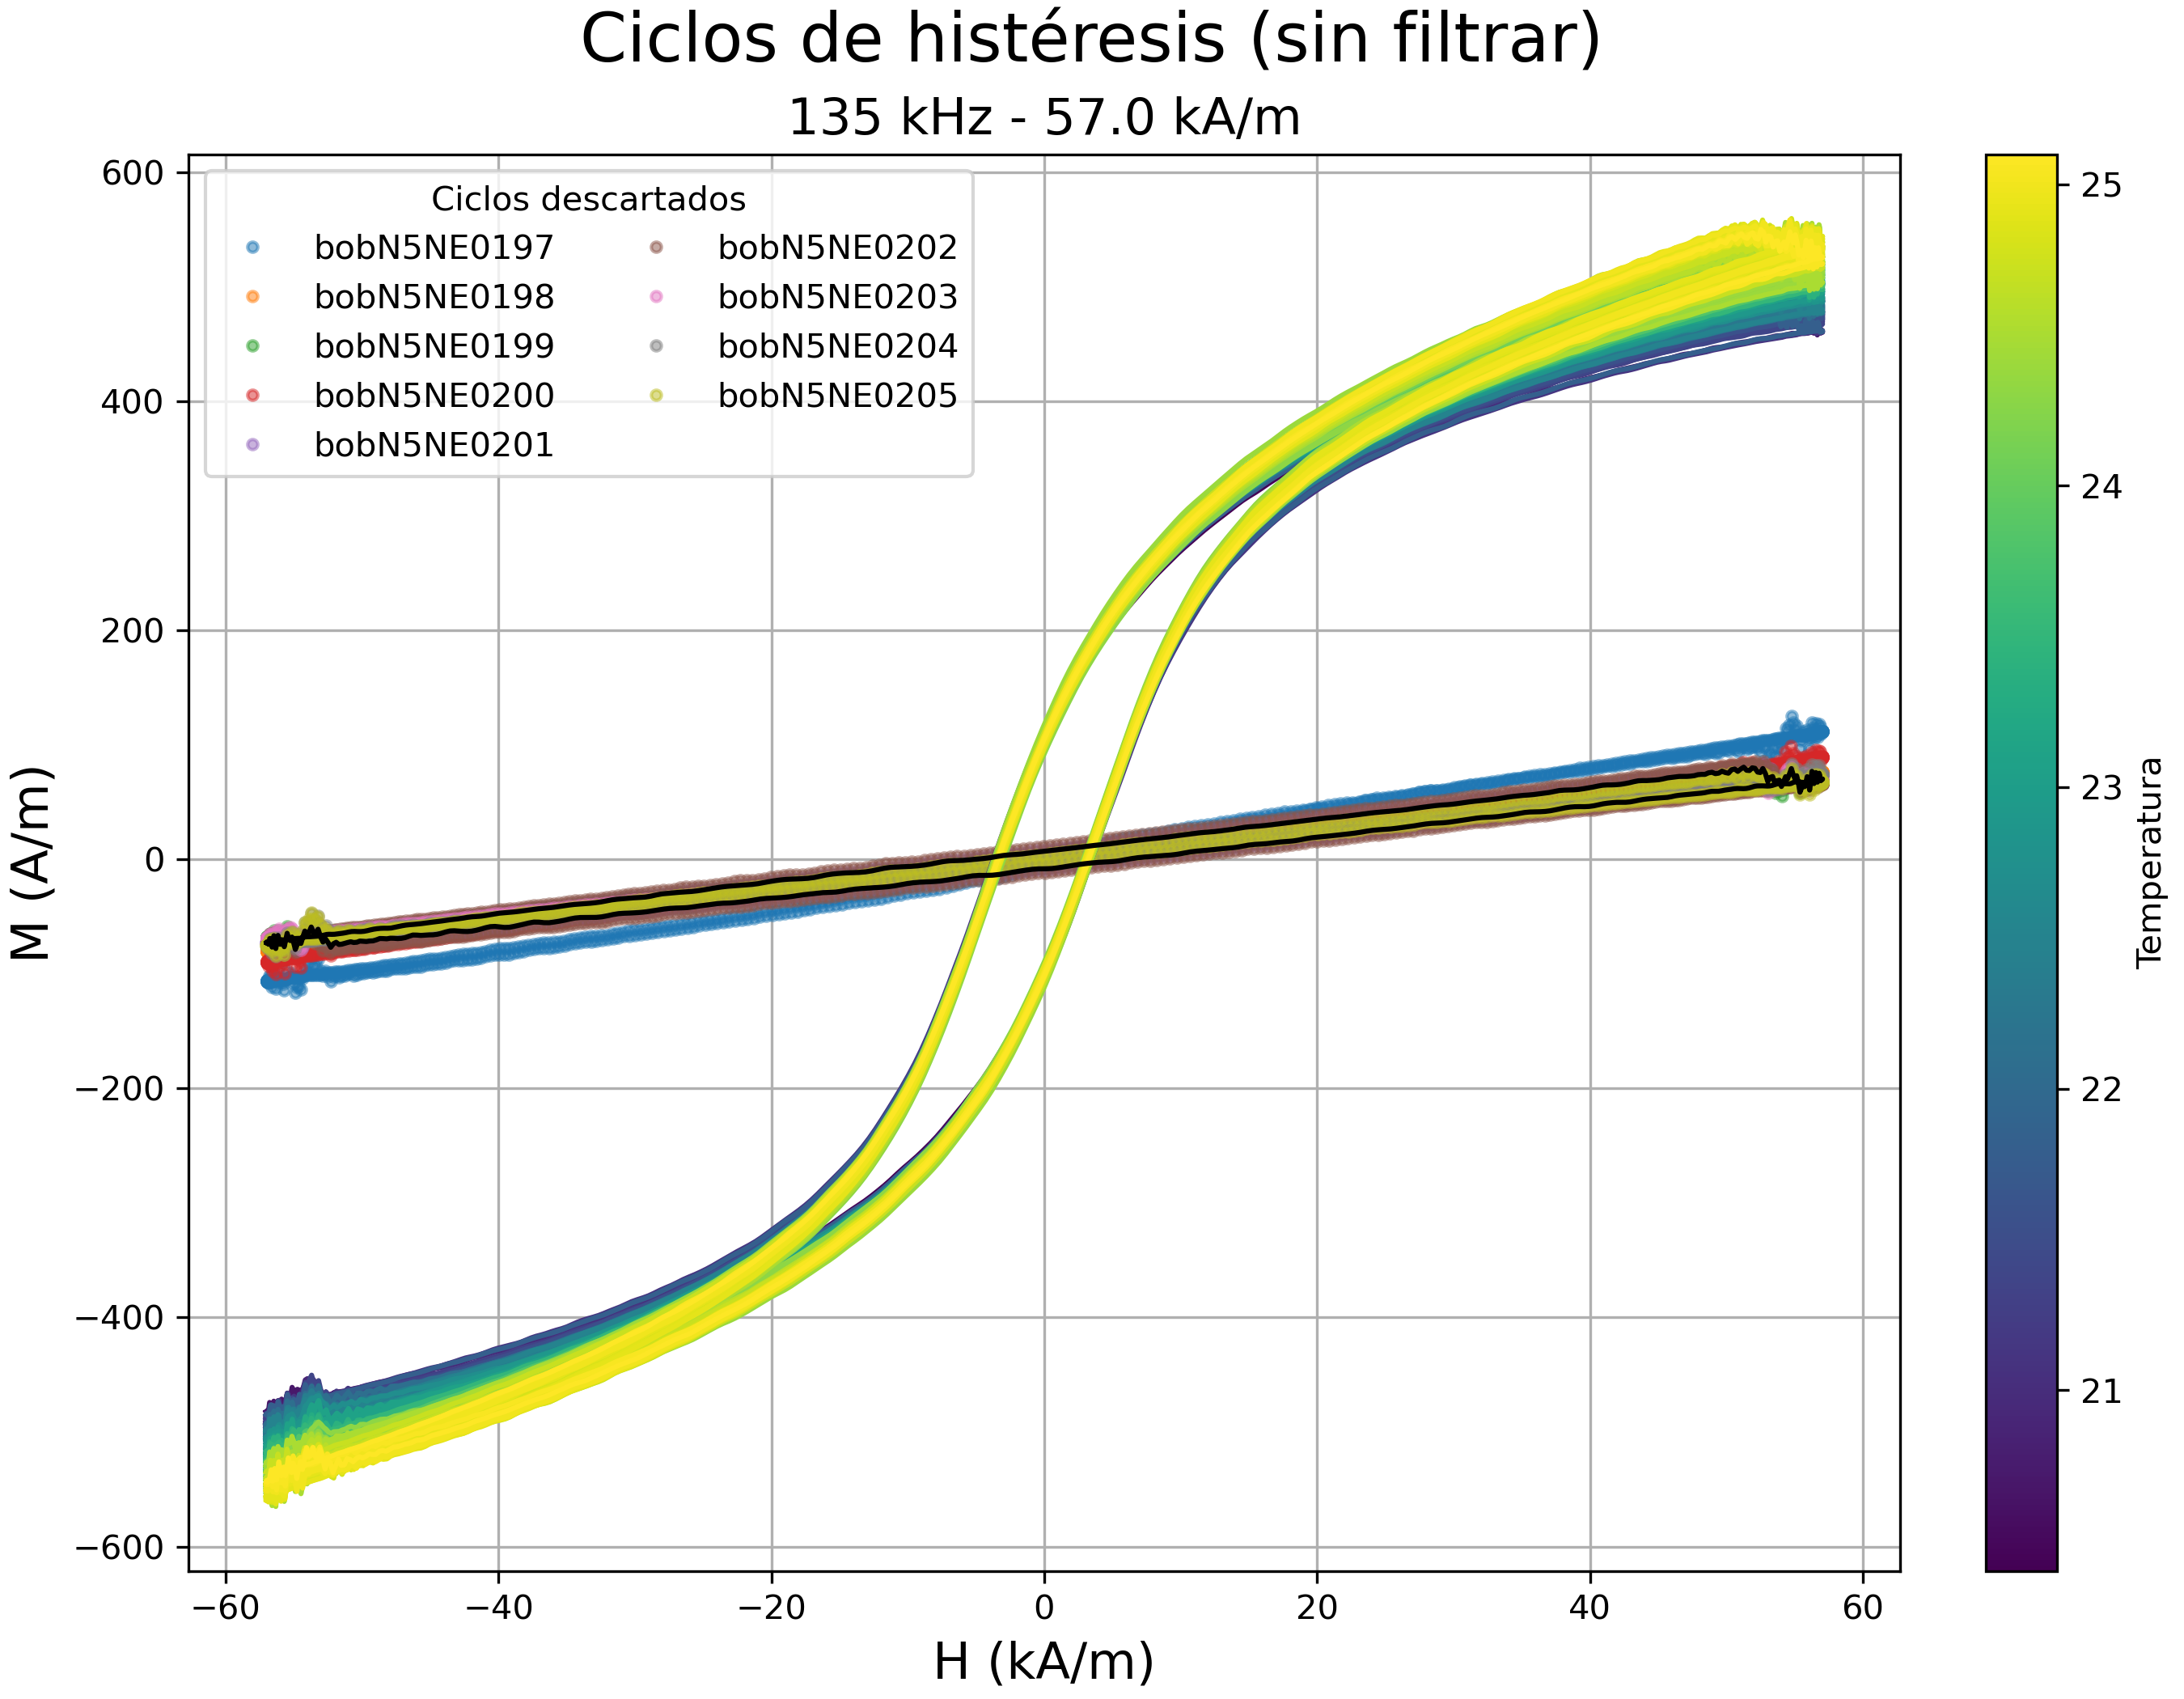 Ciclos de histéresis (sin filtrar)
135 kHz - 57.0 kA/m
Ciclos descartados
bobN5NE0197
bobN5NE0198
bobN5NE0199
bobN5NE0200
bobN5NE0201
bobN5NE0202
bobN5NE0203
bobN5NE0204
bobN5NE0205
M (A/m)
600
400
200
0
−200
−400
−600
−60
−40
−20
0
20
40
60
H (kA/m)
25
24
23
22
21
Temperatura